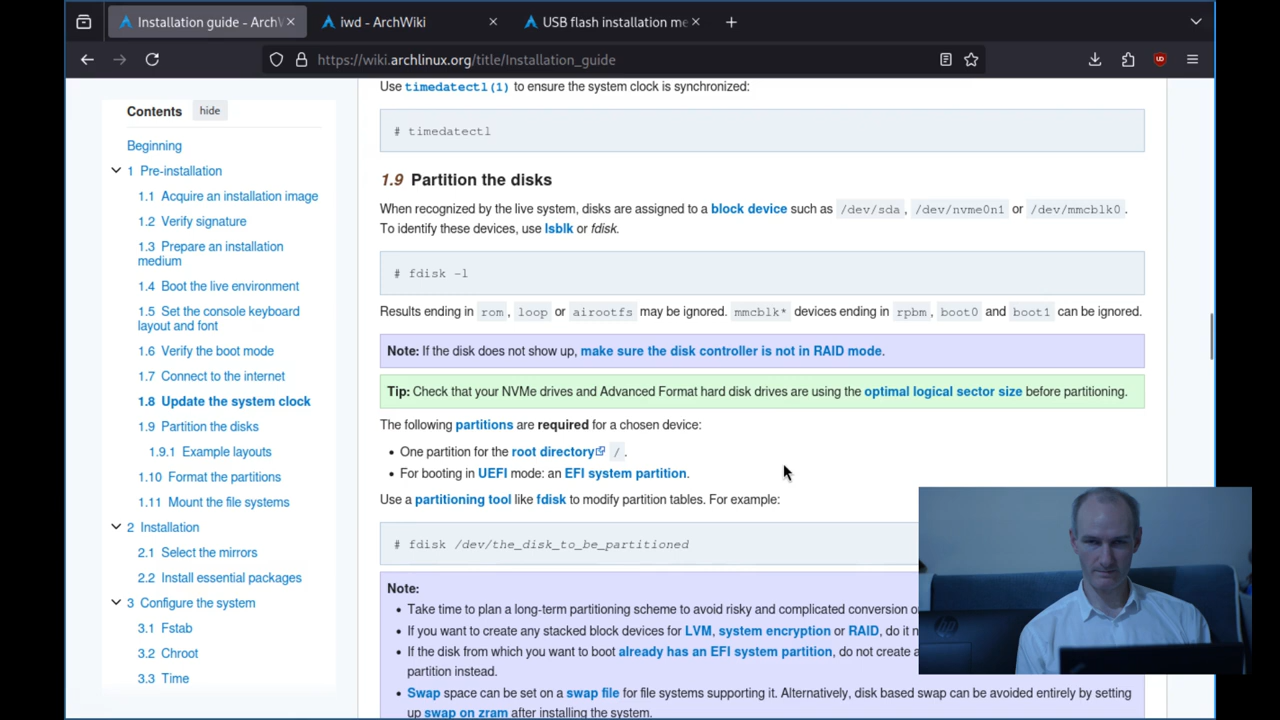 Installation guide - ArchW
iwd - ArchWiki
USB flash installation me
https://wiki.archlinux.org/title/Installation_guide
Contents hide
Beginning
1 Pre-installation
1.1 Acquire an installation image
1.2 Verify signature
1.3 Prepare an installation
medium
1.4 Boot the live environment
1.5 Set the console keyboard
layout and font
1.6 Verify the boot mode
1.7 Connect to the internet
1.8 Update the system clock
1.9 Partition the disks
1.9.1 Example layouts
1.10 Format the partitions
1.11 Mount the file systems
2 Installation
2.1 Select the mirrors
2.2 Install essential packages
3 Configure the system
3.1 Fstab
3.2 Chroot
3.3 Time
Use timedatectl(1) to ensure the system clock is synchronized:
# timedatectl
1.9 Partition the disks
When recognized by the live system, disks are assigned to a block device such as /dev/sda, /dev/nvme0n1 or /dev/mmcblk0.
To identify these devices, use lsblk or fdisk.
# fdisk -l
Results ending in rom, loop or airootfs may be ignored. mmcblk* devices ending in rpbm, boot0 and boot1 can be ignored.
Note: If the disk does not show up, make sure the disk controller is not in RAID mode.
Tip: Check that your NVMe drives and Advanced Format hard disk drives are using the optimal logical sector size before partitioning.
The following partitions are required for a chosen device:
• One partition for the root directory /.
• For booting in UEFI mode: an EFI system partition.
Use a partitioning tool like fdisk to modify partition tables. For example:
# fdisk /dev/the_disk_to_be_partitioned
Note:
• Take time to plan a long-term partitioning scheme to avoid risky and complicated conversion o
• If you want to create any stacked block devices for LVM, system encryption or RAID, do it n
• If the disk from which you want to boot already has an EFI system partition, do not create a
partition instead.
• Swap space can be set on a swap file for file systems supporting it. Alternatively, disk based swap can be avoided entirely by setting
up swap on zram after installing the system.